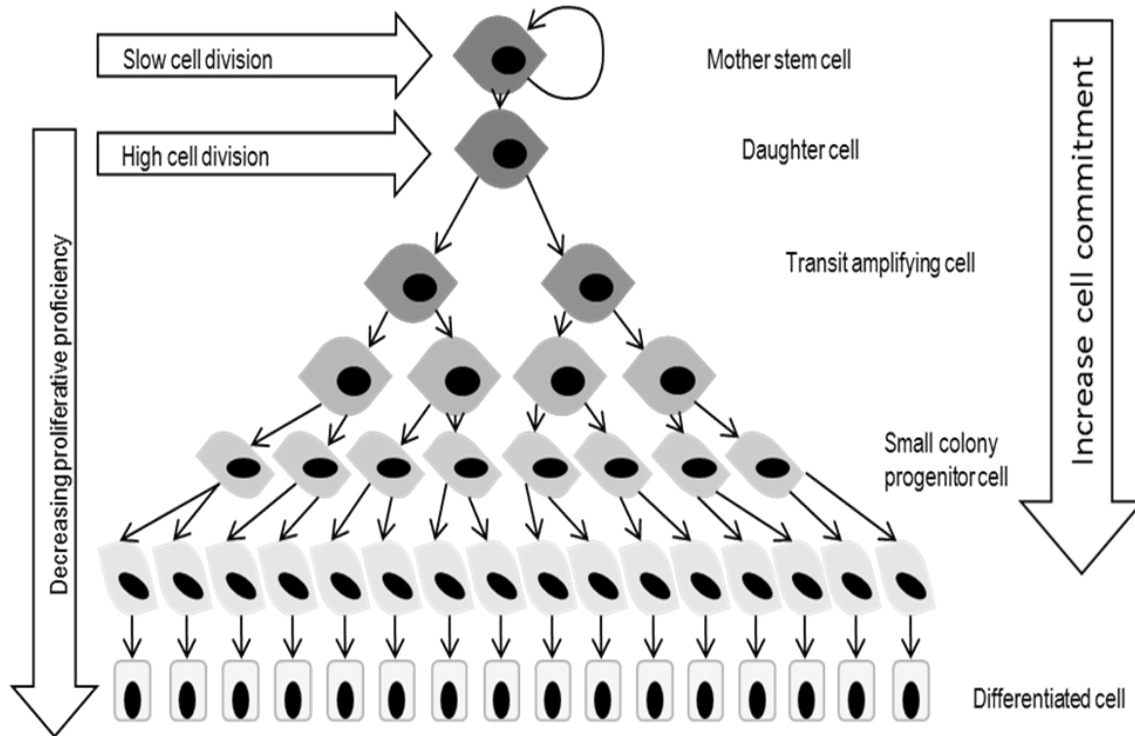 Slow cell division
Mother stem cell
High cell division
Daughter cell
Transit amplifying cell
Small colony
progenitor cell
Differentiated cell
Decreasing proliferative proficiency
Increase cell commitment